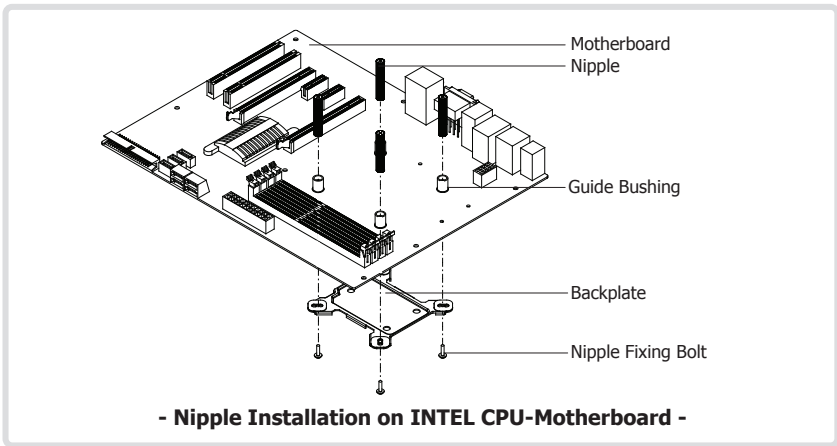 Motherboard
Nipple
Guide Bushing
Backplate
Nipple Fixing Bolt
- Nipple Installation on INTEL CPU-Motherboard -